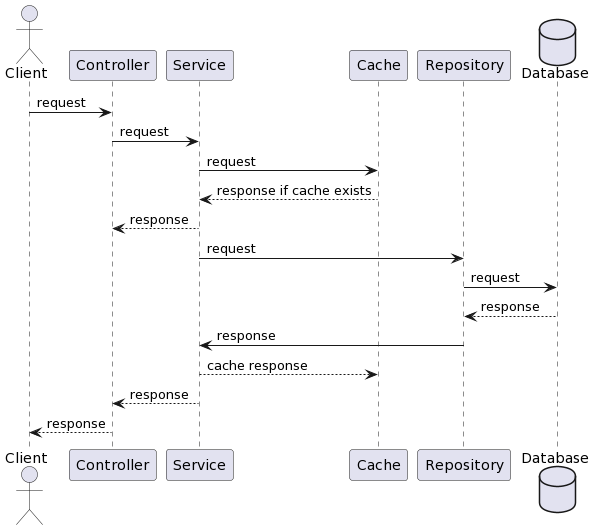 Client
Controller
Service
Cache
Repository
Database
request
request
request
response if cache exists
response
request
request
response
response
cache response
response
response
Client
Controller
Service
Cache
Repository
Database